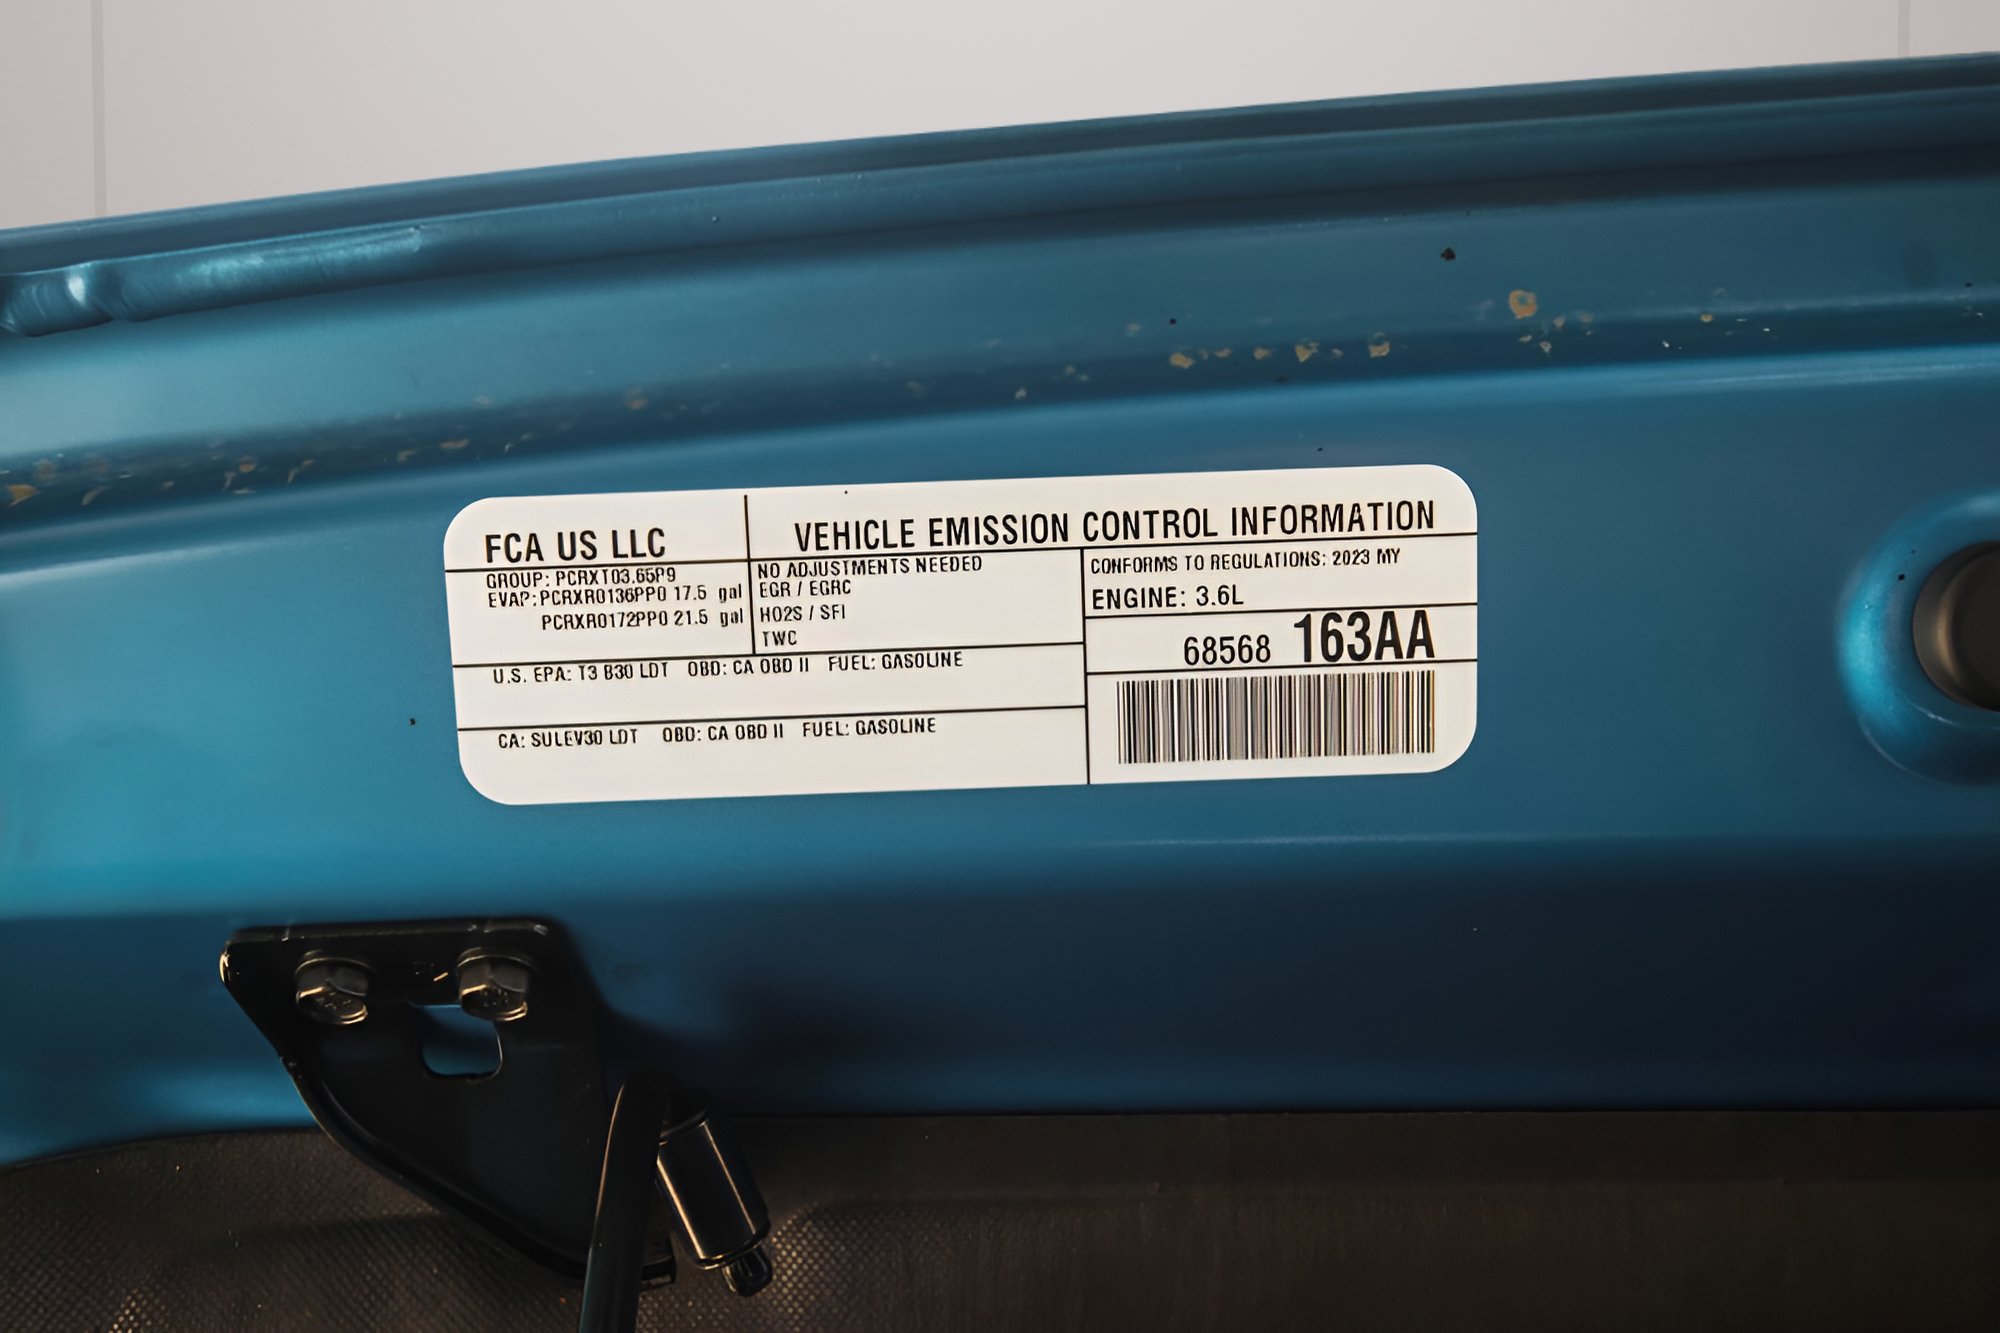 FCA US LLC
VEHICLE EMISSION CONTROL INFORMATION
GROUP: PCRXT03.65P9
EVAP: PCRXR0136PP0 17.5 gal
PCRXR0172PP0 21.5 gal
NO ADJUSTMENTS NEEDED
EGR / EGRC
HO2S / SFI
TWC
CONFORMS TO REGULATIONS: 2023 MY
ENGINE: 3.6L
68568 163AA
U.S. EPA: T3 B30 LDT OBD: CA OBD II FUEL: GASOLINE
CA: SULEV30 LDT OBD: CA OBD II FUEL: GASOLINE